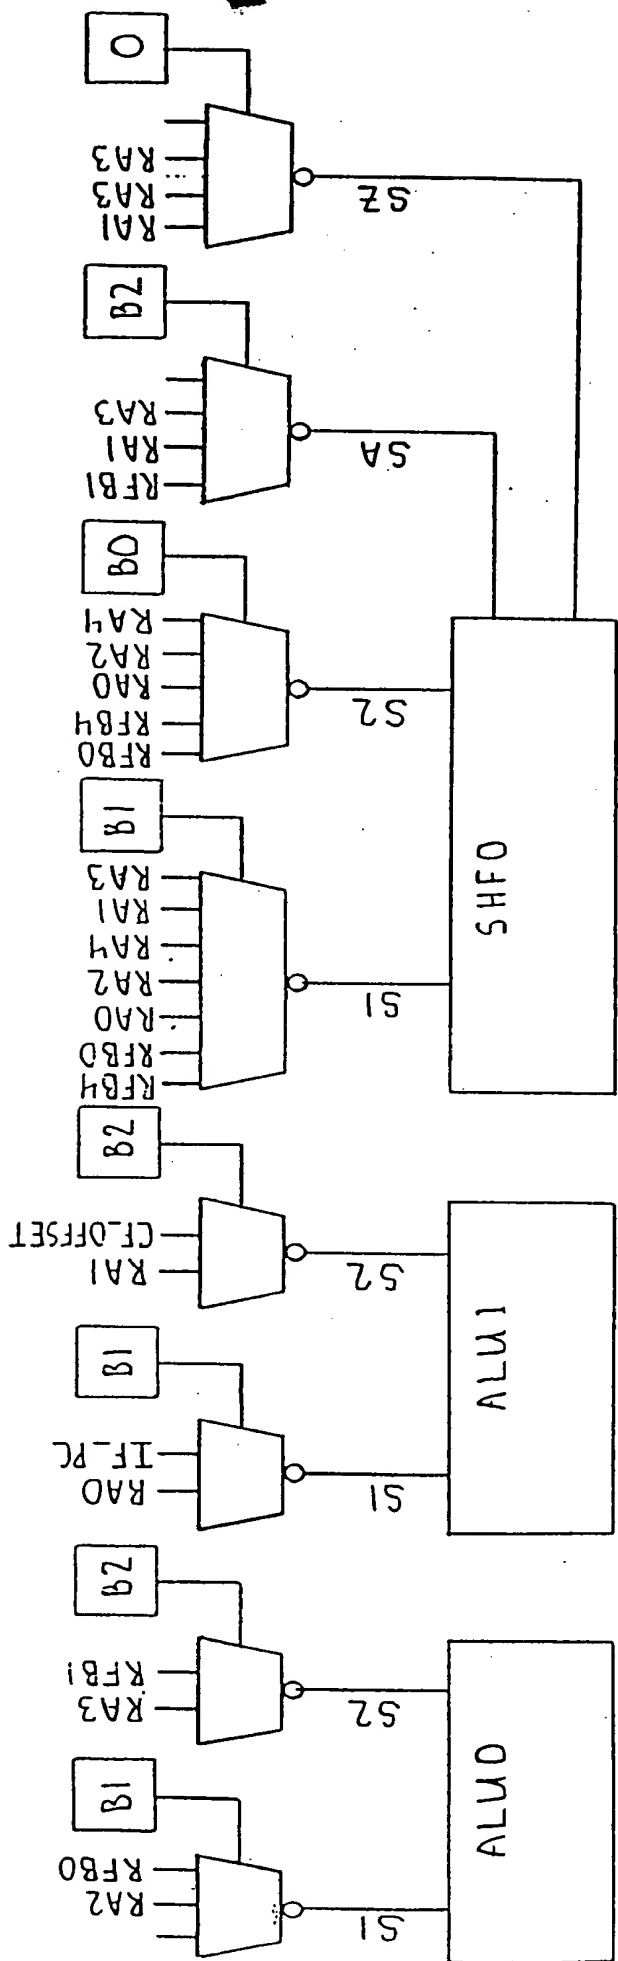 0
RA3
RA3
RA1
SZ
B2
RA3
RA1
RFB1
SA
B0
RA4
RA2
RA0
RFB4
RFB0
S2
B1
RA3
RA1
RA4
RA2
RA0
RFB0
RFB4
S1
SHF0
B2
CF_OFFSET
RA1
S2
B1
IF_PC
RA0
S1
ALU1
B2
RFB1
RA3
S2
B1
RFB0
RA2
S1
ALU0